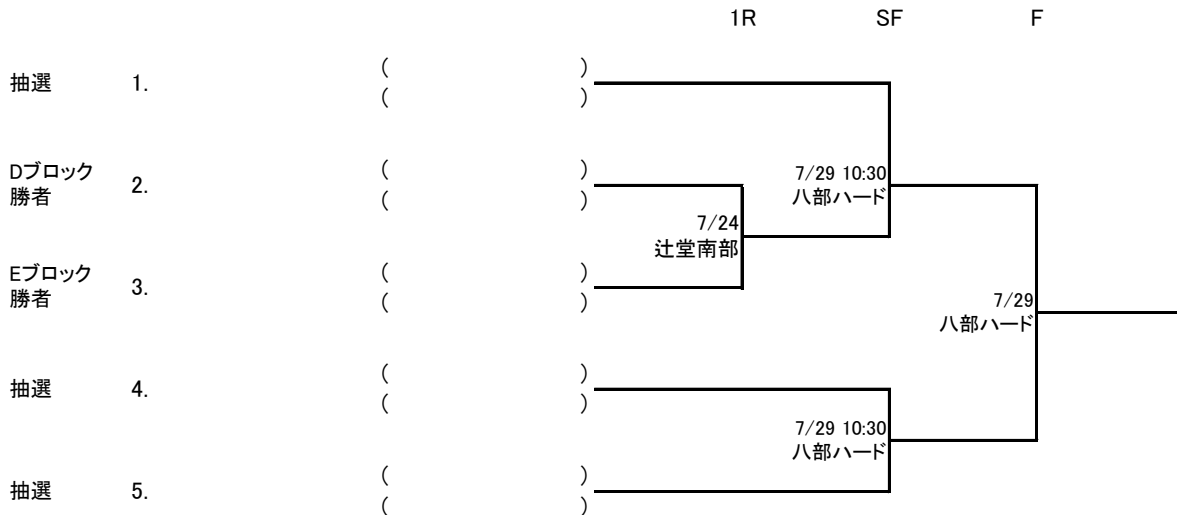 1R SF F
抽選 1. ( )
( )
Dブロック
勝者 2. ( )
( )
7/29 10:30
八部ハード
7/24
辻堂南部
Eブロック
勝者 3. ( )
( )
7/29
八部ハード
抽選 4. ( )
( )
7/29 10:30
八部ハード
抽選 5. ( )
( )